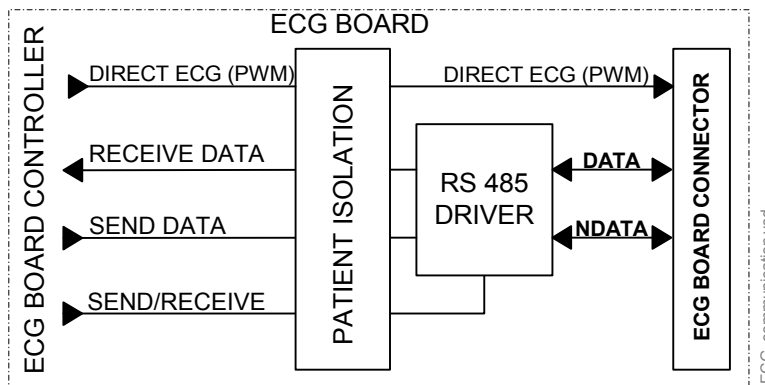 ECG BOARD
ECG BOARD CONTROLLER
DIRECT ECG (PWM)
RECEIVE DATA
SEND DATA
SEND/RECEIVE
PATIENT ISOLATION
DIRECT ECG (PWM)
RS 485
DRIVER
DATA
NDATA
ECG BOARD CONNECTOR